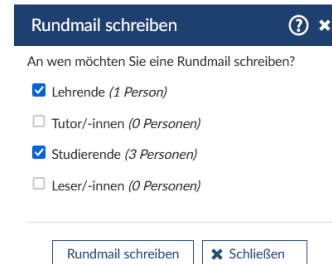 Rundmail schreiben
An wen möchten Sie eine Rundmail schreiben?
Lehrende (1 Person)
Tutor/-innen (0 Personen)
Studierende (3 Personen)
Leser/-innen (0 Personen)
Rundmail schreiben
Schließen